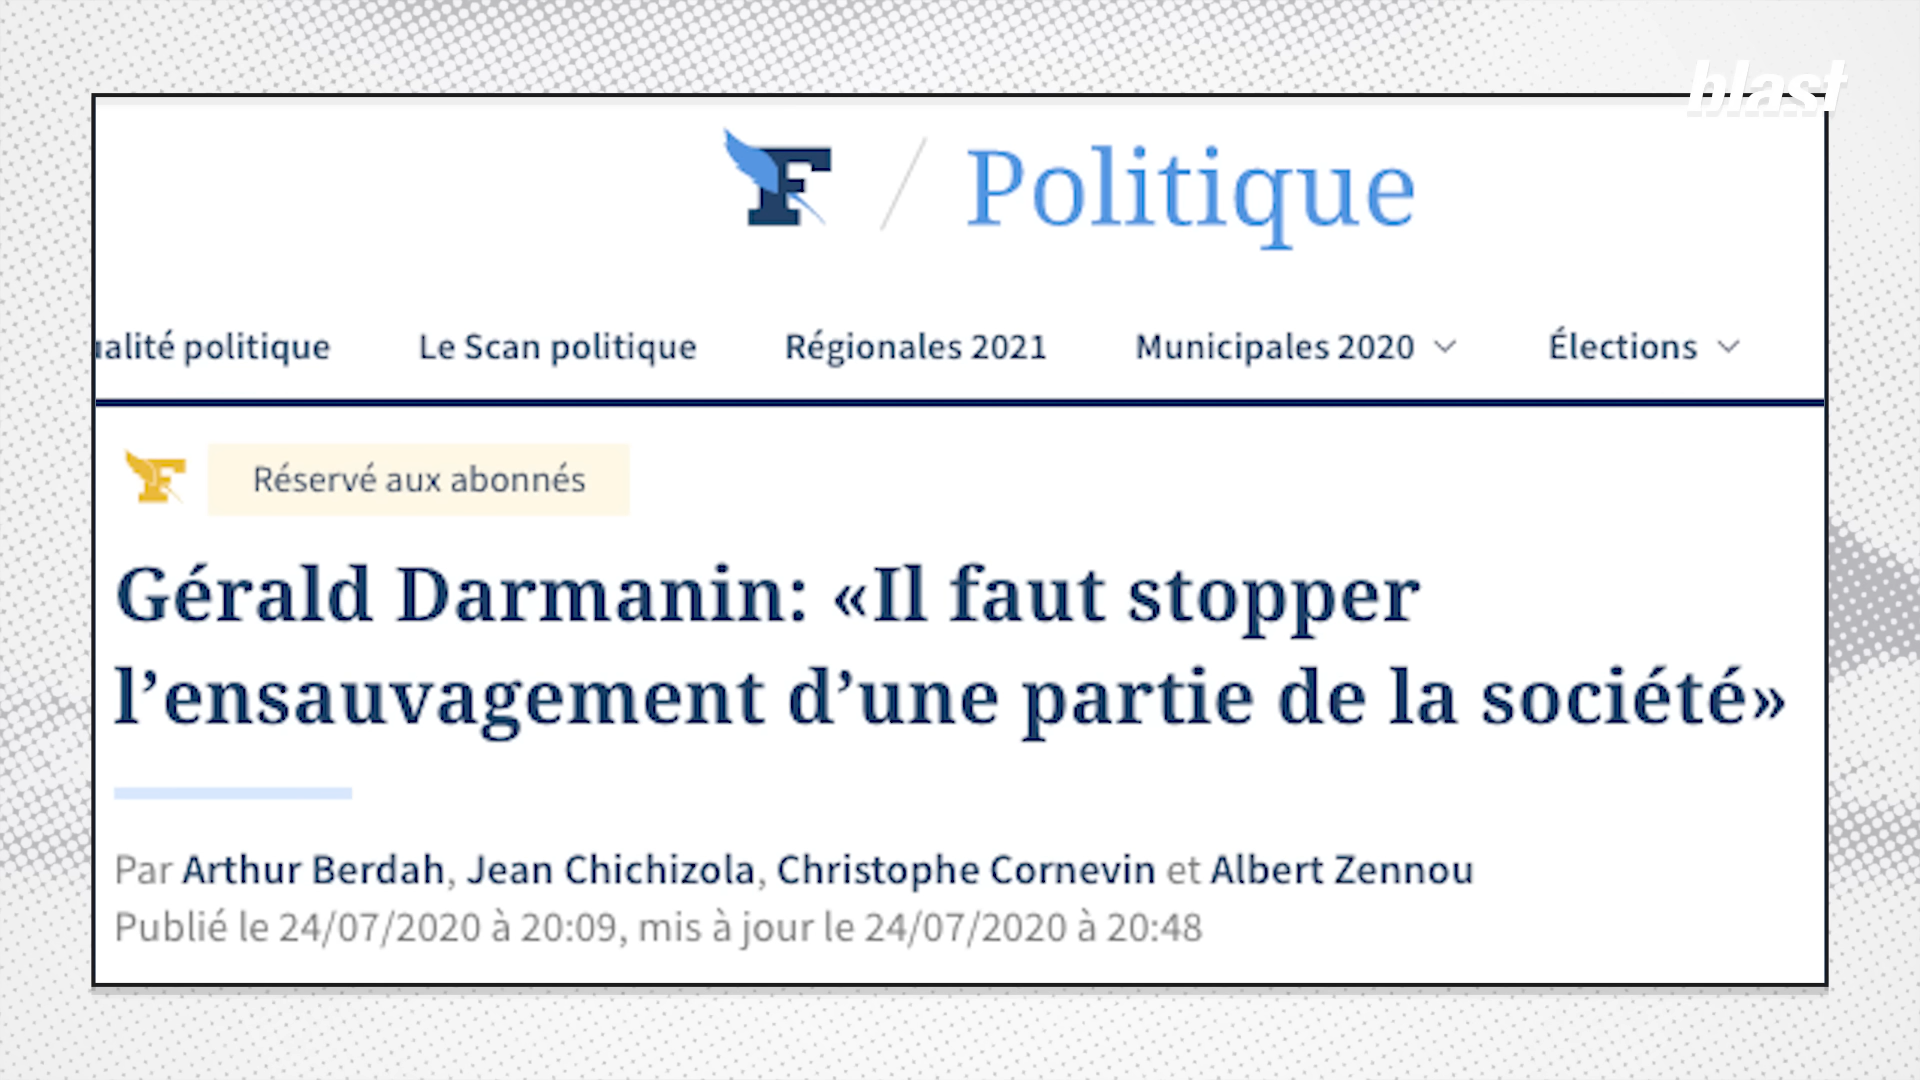 blast
F / Politique
alité politique Le Scan politique Régionales 2021 Municipales 2020 Élections
F Réservé aux abonnés
Gérald Darmanin: «Il faut stopper
l’ensauvagement d’une partie de la société»
Par Arthur Berdah, Jean Chichizola, Christophe Cornevin et Albert Zennou
Publié le 24/07/2020 à 20:09, mis à jour le 24/07/2020 à 20:48